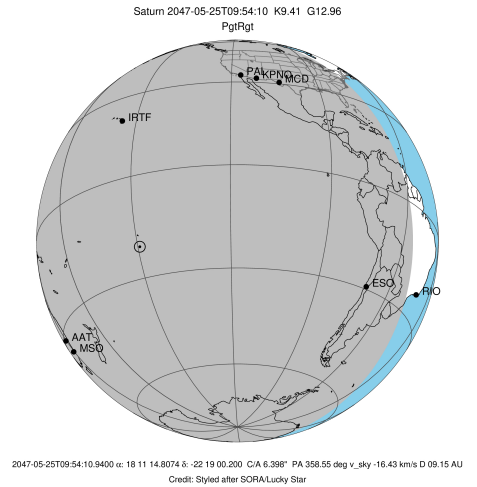 Saturn 2047-05-25T09:54:10 K9.41 G12.96
PgtRgt
PAL
KPNO
MCD
IRTF
ESO
RIO
AAT
MSO
2047-05-25T09:54:10.9400 α: 18 11 14.8074 δ: -22 19 00.200 C/A 6.398" PA 358.55 deg v_sky -16.43 km/s D 09.15 AU
Credit: Styled after SORA/Lucky Star